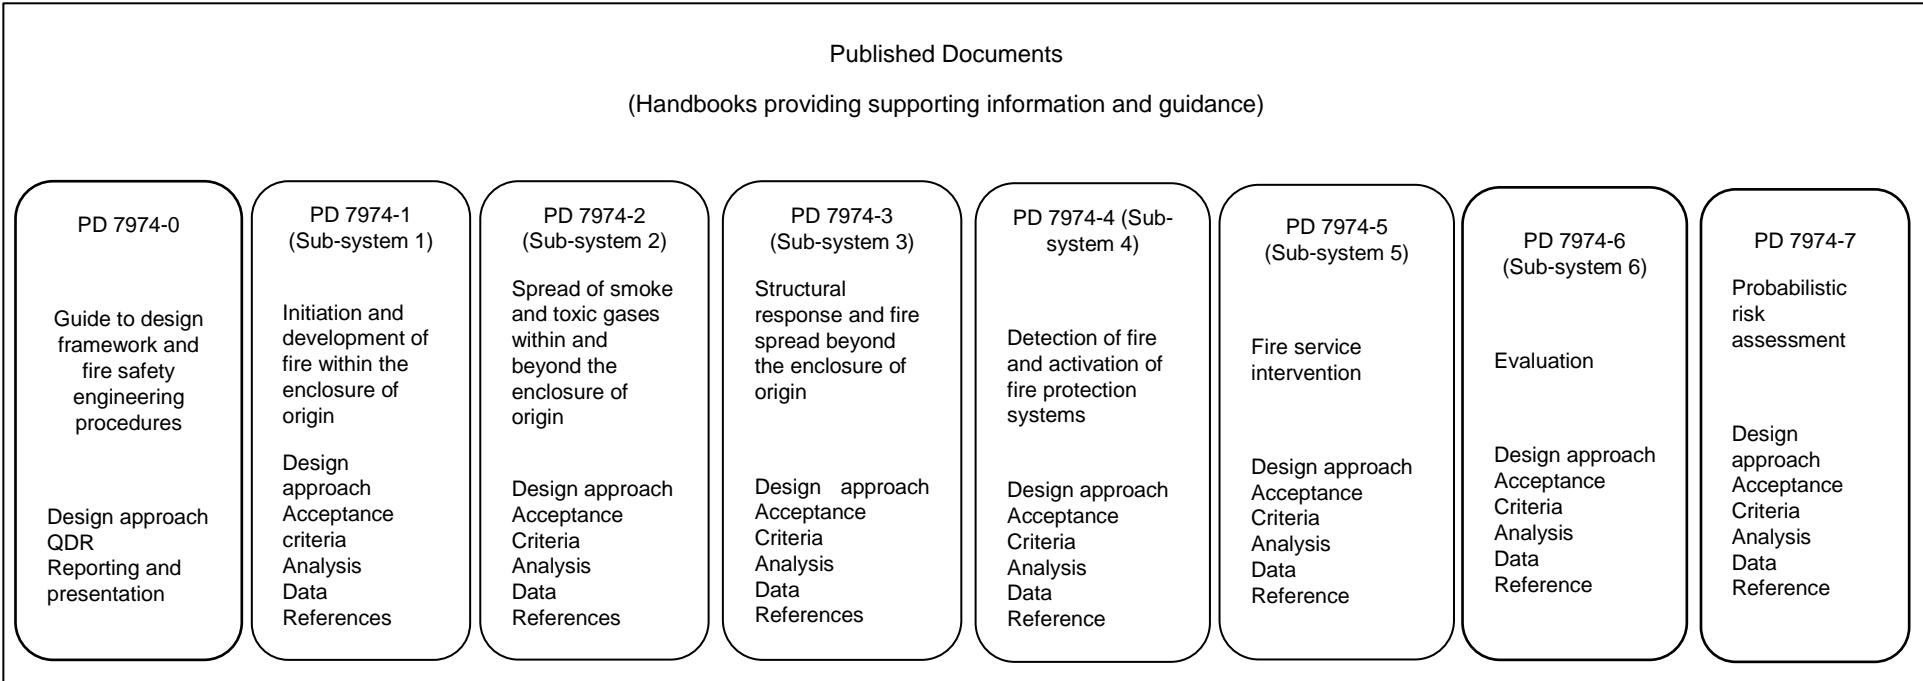 Published Documents
(Handbooks providing supporting information and guidance)
PD 7974-0
Guide to design
framework and
fire safety
engineering
procedures
Design approach
QDR
Reporting and
presentation
PD 7974-1
(Sub-system 1)
Initiation and
development of
fire within the
enclosure of
origin
Design
approach
Acceptance
criteria
Analysis
Data
References
PD 7974-2
(Sub-system 2)
Spread of smoke
and toxic gases
within and
beyond the
enclosure of
origin
Design approach
Acceptance
Criteria
Analysis
Data
References
PD 7974-3
(Sub-system 3)
Structural
response and fire
spread beyond
the enclosure of
origin
Design approach
Acceptance
Criteria
Analysis
Data
References
PD 7974-4 (Sub-
system 4)
Detection of fire
and activation of
fire protection
systems
Design approach
Acceptance
Criteria
Analysis
Data
Reference
PD 7974-5
(Sub-system 5)
Fire service
intervention
Design approach
Acceptance
Criteria
Analysis
Data
Reference
PD 7974-6
(Sub-system 6)
Evaluation
Design approach
Acceptance
Criteria
Analysis
Data
Reference
PD 7974-7
Probabilistic
risk
assessment
Design
approach
Acceptance
Criteria
Analysis
Data
Reference